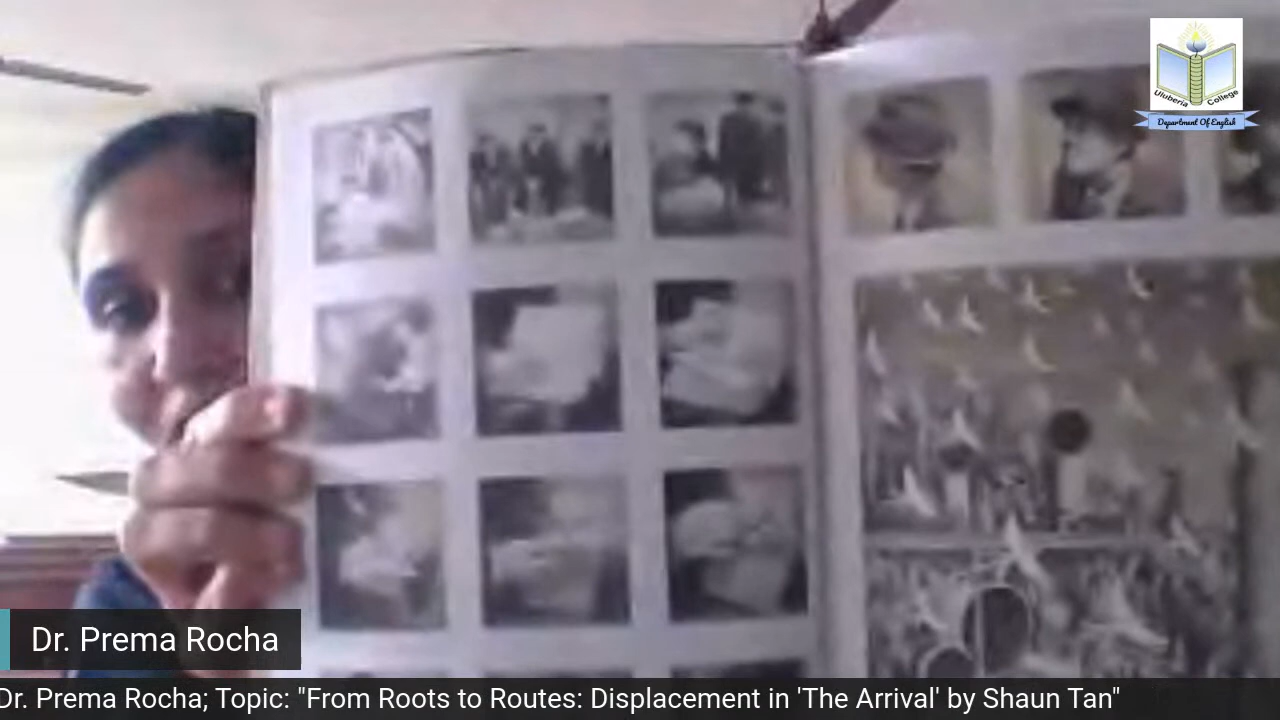 Uluberia College
Department Of English
Dr. Prema Rocha
Dr. Prema Rocha; Topic: "From Roots to Routes: Displacement in 'The Arrival' by Shaun Tan"